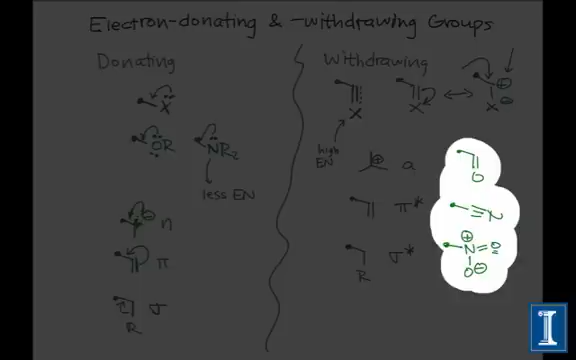 Electron-donating & -withdrawing Groups
Donating
Withdrawing
X
X
X
X
OR
NR2
less EN
high EN
a
O
n
π*
N
O
O
π
σ*
R
σ
R
I